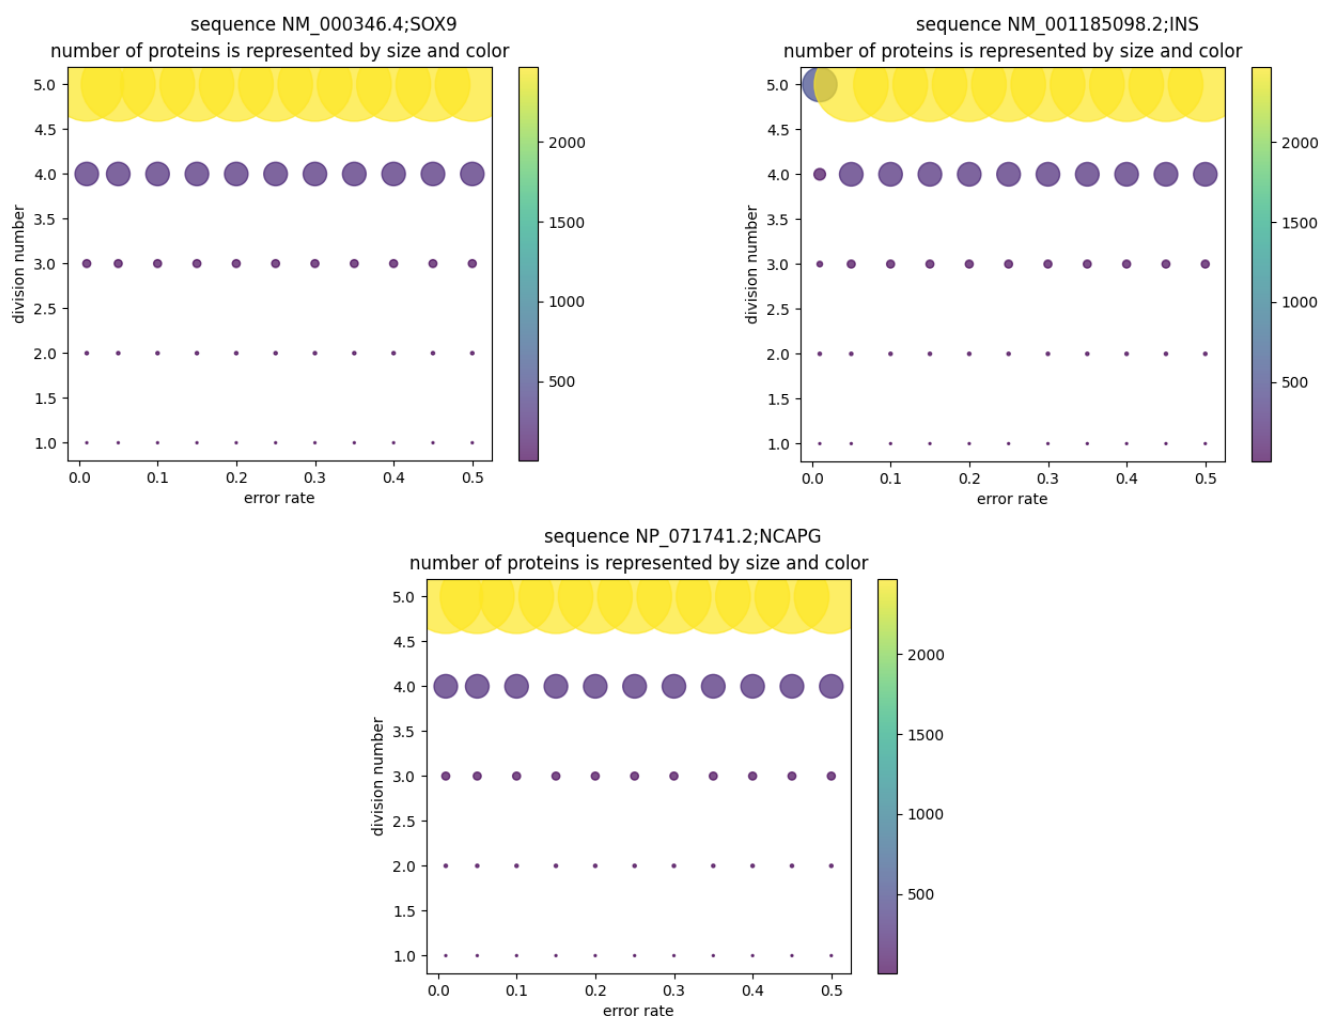 sequence NM_000346.4;SOX9
number of proteins is represented by size and color
5.0
4.5
4.0
3.5
3.0
2.5
2.0
1.5
1.0
division number
0.0 0.1 0.2 0.3 0.4 0.5
error rate
2000
1500
1000
500
sequence NM_001185098.2;INS
number of proteins is represented by size and color
5.0
4.5
4.0
3.5
3.0
2.5
2.0
1.5
1.0
division number
0.0 0.1 0.2 0.3 0.4 0.5
error rate
2000
1500
1000
500
sequence NP_071741.2;NCAPG
number of proteins is represented by size and color
5.0
4.5
4.0
3.5
3.0
2.5
2.0
1.5
1.0
division number
0.0 0.1 0.2 0.3 0.4 0.5
error rate
2000
1500
1000
500